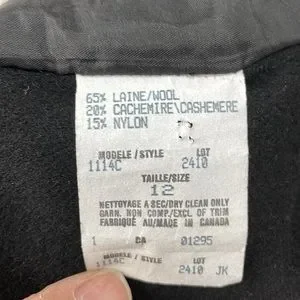 65% LAINE/WOOL
20% CACHEMIRE\CASHEMERE
15% NYLON
MODELE/STYLE LOT
1114C 2410
TAILLE/SIZE
12
NETTOYAGE A SEC/DRY CLEAN ONLY
GARN. NON COMP/EXCL. OF TRIM
FABRIQUE AU/MADE IN CANADA
1 CA 01295
MODELE / STYLE LOT
1114C 2410 JK